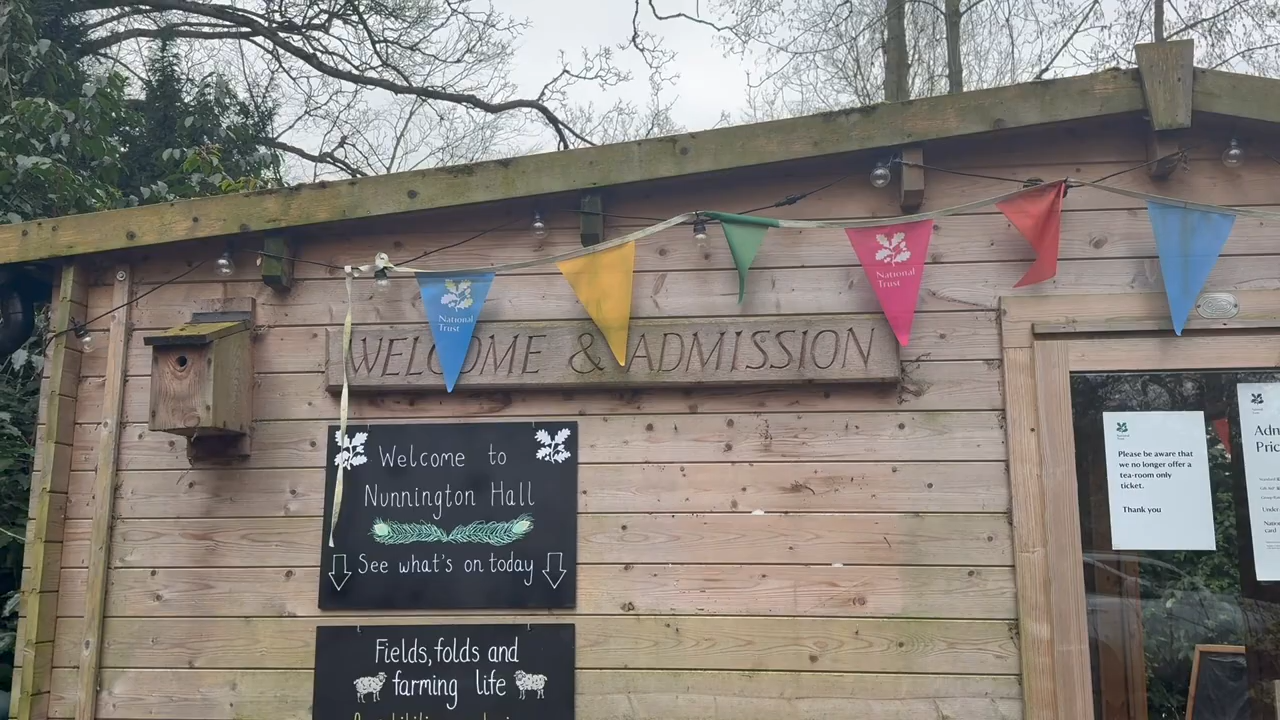 National
Trust
National
Trust
WELCOME & ADMISSION
Welcome to
Nunnington Hall
See what's on today
Fields, folds and
farming life
Please be aware that
we no longer offer a
tea-room only
ticket.
Thank you
Under